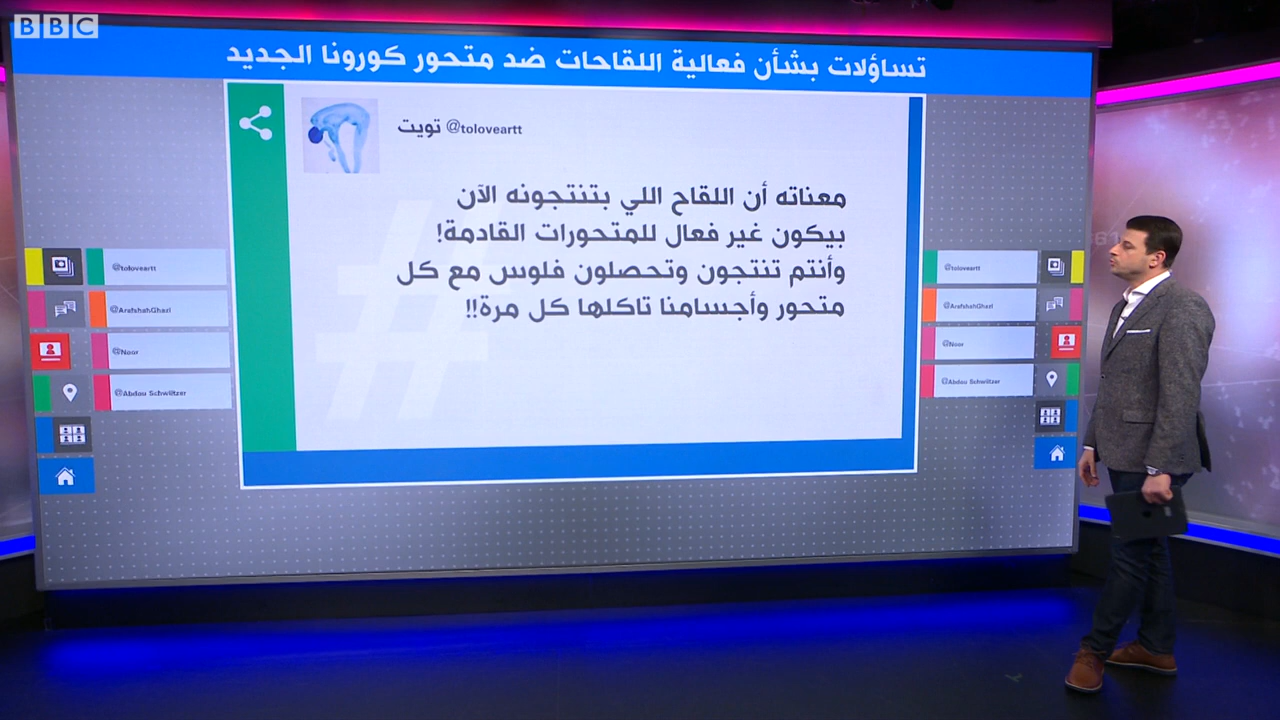 BBC
تساؤلات بشأن فعالية اللقاحات ضد متحور كورونا الجديد
تويت @toloveartt
معناته أن اللقاح اللي بتنتجونه الآن
بيكون غير فعال للمتحورات القادمة!
وأنتم تنتجون وتحصلون فلوس مع كل
متحور وأجسامنا تاكلها كل مرة!!
@toloveartt
@ArafshahGhazi
@Noor
@Abdou Schwiitzer
@toloveartt
@ArafshahGhazi
@Noor
@Abdou Schwiitzer